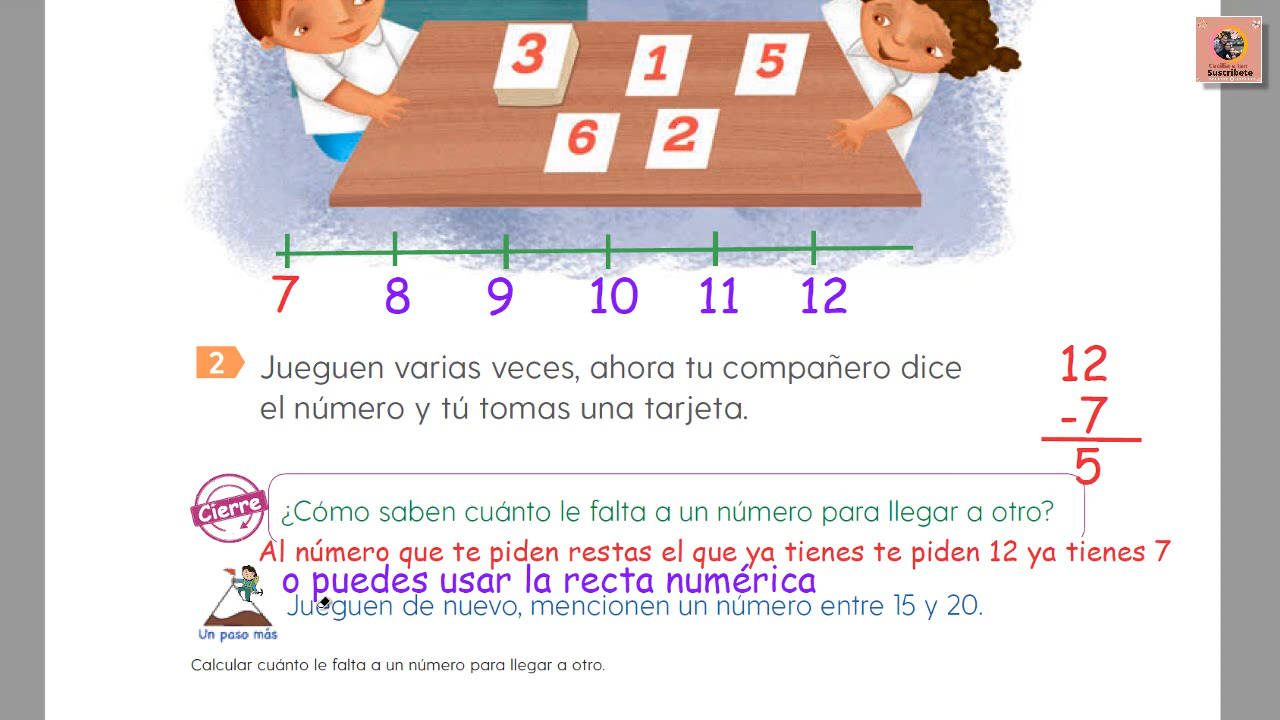 Cecilia e Ian
Suscríbete
3 1 5
6 2
7 8 9 10 11 12
2 Jueguen varias veces, ahora tu compañero dice
el número y tú tomas una tarjeta.
12
-7
5
Cierre
¿Cómo saben cuánto le falta a un número para llegar a otro?
Al número que te piden restas el que ya tienes te piden 12 ya tienes 7
o puedes usar la recta numérica
Jueguen de nuevo, mencionen un número entre 15 y 20.
Un paso más
Calcular cuánto le falta a un número para llegar a otro.